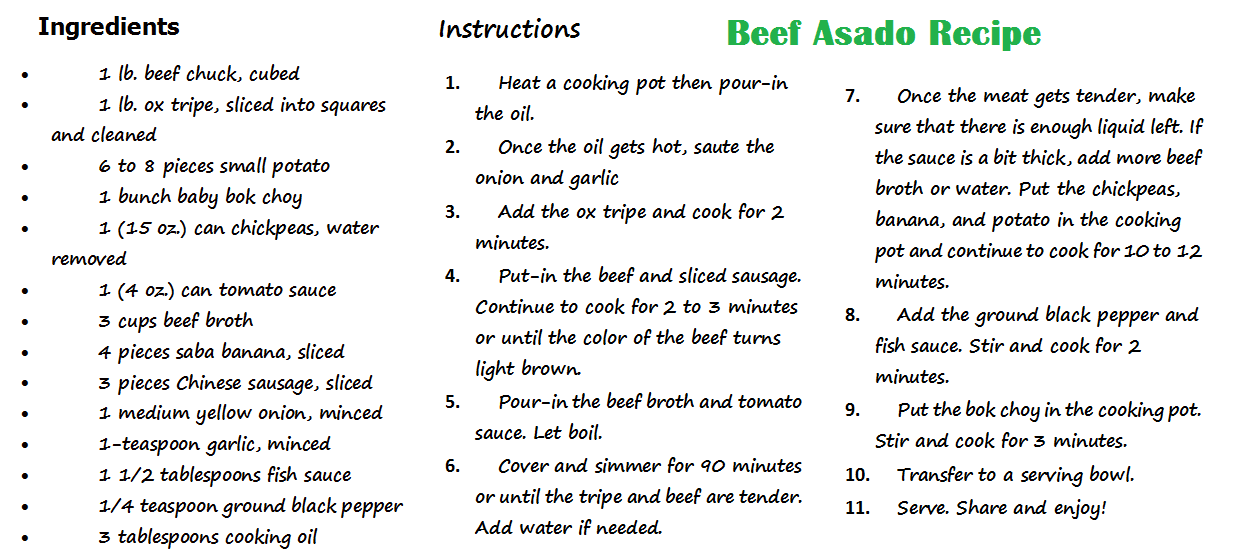 Ingredients
• 1 lb. beef chuck, cubed
• 1 lb. ox tripe, sliced into squares
and cleaned
• 6 to 8 pieces small potato
• 1 bunch baby bok choy
• 1 (15 oz.) can chickpeas, water
removed
• 1 (4 oz.) can tomato sauce
• 3 cups beef broth
• 4 pieces saba banana, sliced
• 3 pieces Chinese sausage, sliced
• 1 medium yellow onion, minced
• 1-teaspoon garlic, minced
• 1 1/2 tablespoons fish sauce
• 1/4 teaspoon ground black pepper
• 3 tablespoons cooking oil
Instructions
1. Heat a cooking pot then pour-in
the oil.
2. Once the oil gets hot, saute the
onion and garlic
3. Add the ox tripe and cook for 2
minutes.
4. Put-in the beef and sliced sausage.
Continue to cook for 2 to 3 minutes
or until the color of the beef turns
light brown.
5. Pour-in the beef broth and tomato
sauce. Let boil.
6. Cover and simmer for 90 minutes
or until the tripe and beef are tender.
Add water if needed.
Beef Asado Recipe
7. Once the meat gets tender, make
sure that there is enough liquid left. If
the sauce is a bit thick, add more beef
broth or water. Put the chickpeas,
banana, and potato in the cooking
pot and continue to cook for 10 to 12
minutes.
8. Add the ground black pepper and
fish sauce. Stir and cook for 2
minutes.
9. Put the bok choy in the cooking pot.
Stir and cook for 3 minutes.
10. Transfer to a serving bowl.
11. Serve. Share and enjoy!